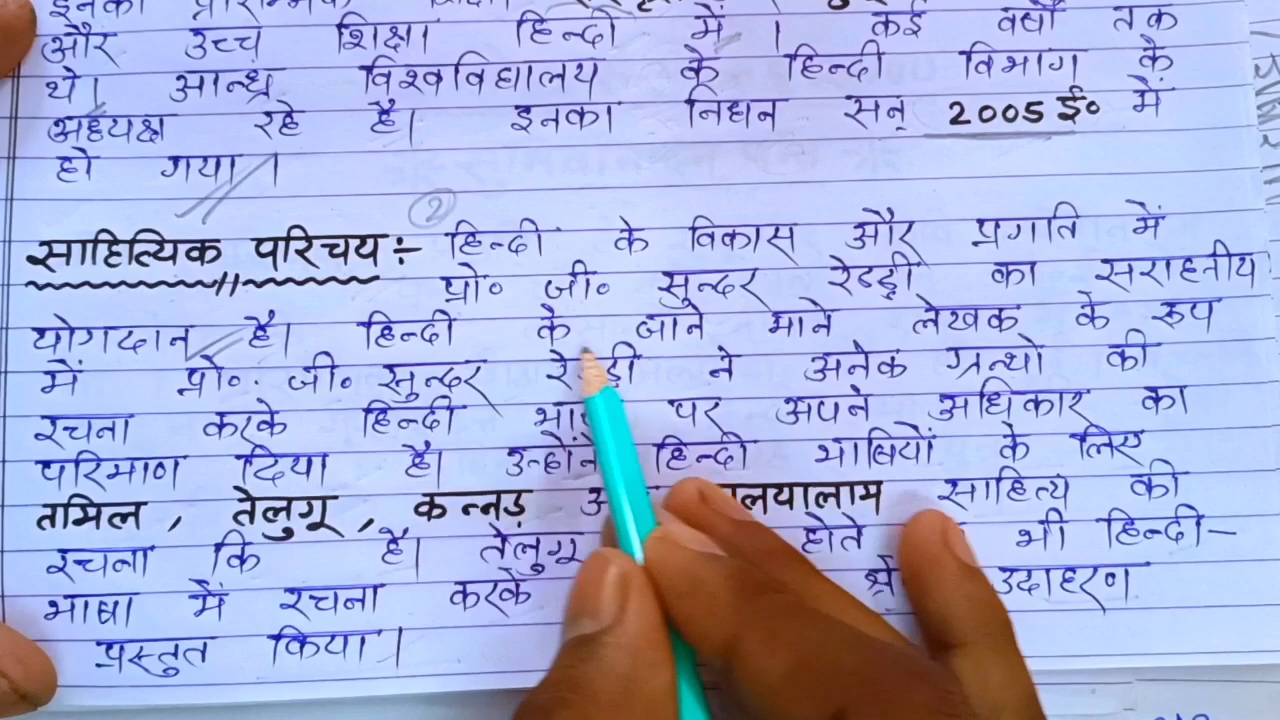 और उच्च शिक्षा हिन्दी में। कई वर्षों तक
थे। आन्ध्र विश्वविद्यालय के हिन्दी विभाग के
अध्यक्ष रहे है। इनका निधन सन् 2005 ई० में
हो गया।
②
साहित्यिक परिचय :- हिन्दी के विकास और प्रगति में
प्रो० जी० सुन्दर रेड्डी का सराहनीय
योगदान है। हिन्दी के जाने माने लेखक के रूप
में प्रो०. जी० सुन्दर ने अनेक ग्रन्थो की
रचना करके हिन्दी पर अपने अधिकार का
परिमाण दिया है। उन्होंने हिन्दी भाषियों के लिए
तमिल, तेलुगू, कन्नड़ साहित्य की
रचना कि है। तेलुगू होते भी हिन्दी-
भाषा में रचना करके उदाहरण
प्रस्तुत किया।